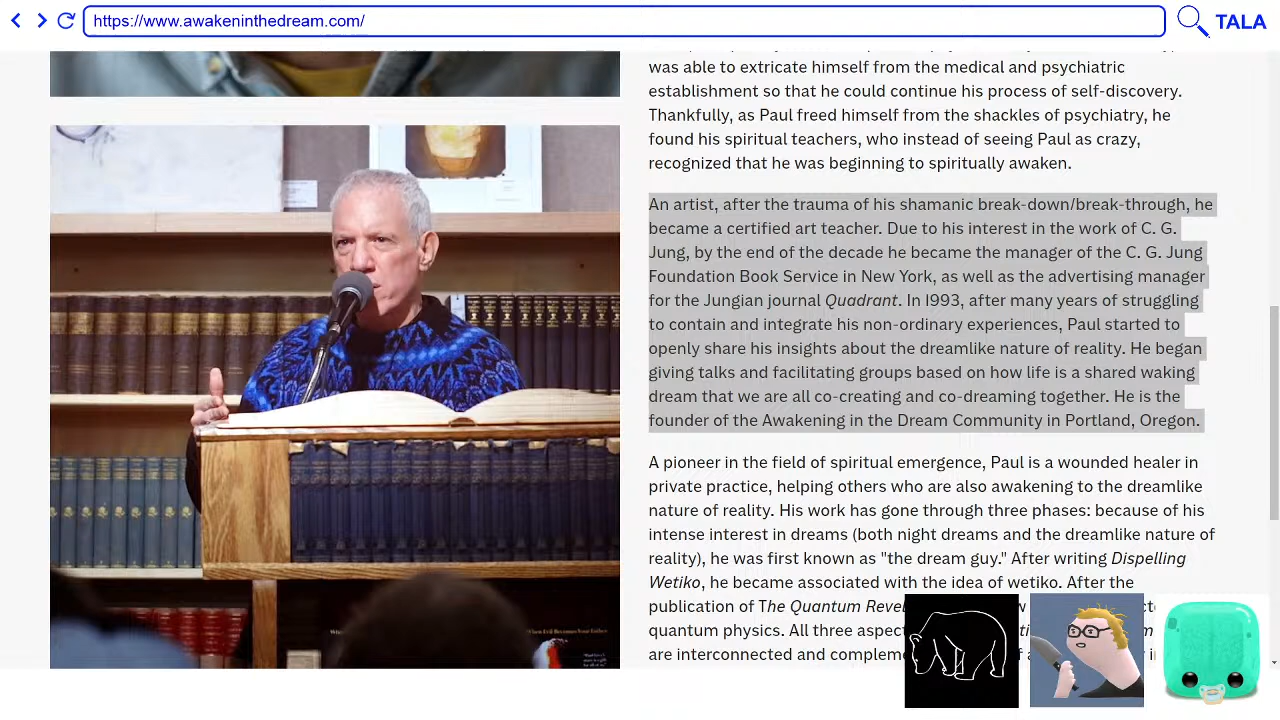 https://www.awakeninthedream.com/
TALA
was able to extricate himself from the medical and psychiatric
establishment so that he could continue his process of self-discovery.
Thankfully, as Paul freed himself from the shackles of psychiatry, he
found his spiritual teachers, who instead of seeing Paul as crazy,
recognized that he was beginning to spiritually awaken.
An artist, after the trauma of his shamanic break-down/break-through, he
became a certified art teacher. Due to his interest in the work of C. G.
Jung, by the end of the decade he became the manager of the C. G. Jung
Foundation Book Service in New York, as well as the advertising manager
for the Jungian journal Quadrant. In 1993, after many years of struggling
to contain and integrate his non-ordinary experiences, Paul started to
openly share his insights about the dreamlike nature of reality. He began
giving talks and facilitating groups based on how life is a shared waking
dream that we are all co-creating and co-dreaming together. He is the
founder of the Awakening in the Dream Community in Portland, Oregon.
A pioneer in the field of spiritual emergence, Paul is a wounded healer in
private practice, helping others who are also awakening to the dreamlike
nature of reality. His work has gone through three phases: because of his
intense interest in dreams (both night dreams and the dreamlike nature of
reality), he was first known as "the dream guy." After writing Dispelling
Wetiko, he became associated with the idea of wetiko. After the
publication of The Quantum
quantum physics. All three
are interconnected and